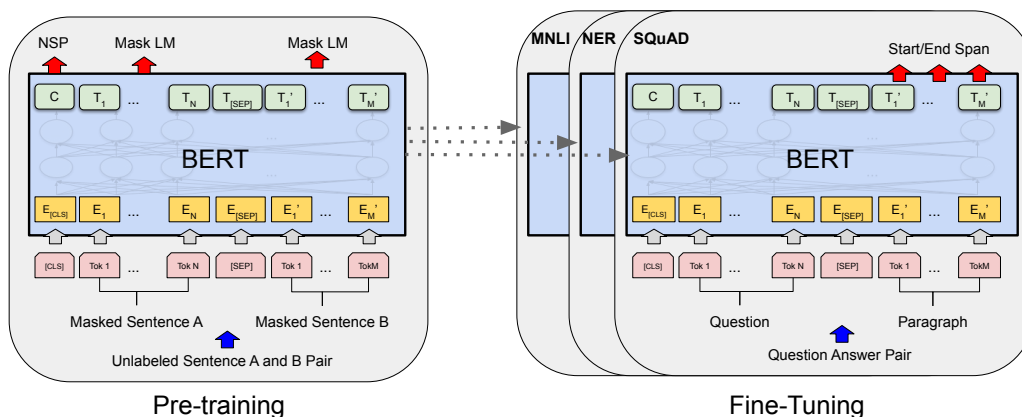 NSP Mask LM Mask LM
C T1 ... TN T[SEP] T1' ... TM'
BERT
E[CLS] E1 ... EN E[SEP] E1' ... EM'
[CLS] Tok 1 ... Tok N [SEP] Tok 1 ... TokM
Masked Sentence A Masked Sentence B
Unlabeled Sentence A and B Pair
Pre-training
MNLI NER SQuAD
Start/End Span
C T1 ... TN T[SEP] T1' ... TM'
BERT
E[CLS] E1 ... EN E[SEP] E1' ... EM'
[CLS] Tok 1 ... Tok N [SEP] Tok 1 ... TokM
Question Paragraph
Question Answer Pair
Fine-Tuning